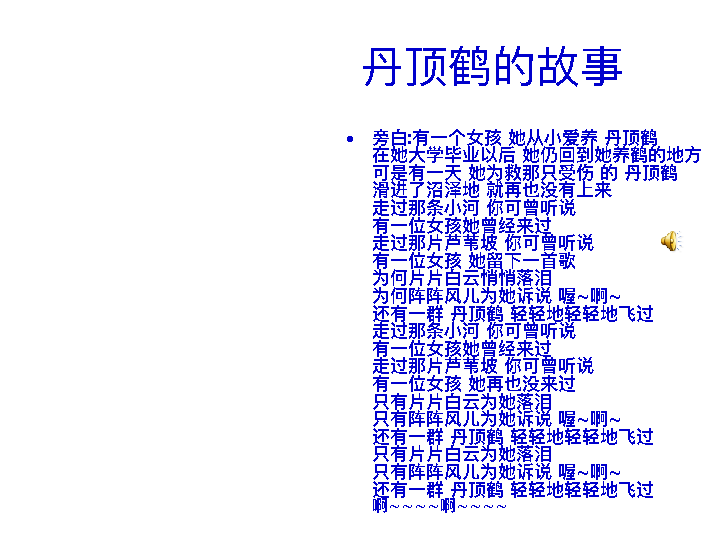 丹顶鹤的故事
• 旁白:有一个女孩 她从小爱养 丹顶鹤
在她大学毕业以后 她仍回到她养鹤的地方
可是有一天 她为救那只受伤 的 丹顶鹤
滑进了沼泽地 就再也没有上来
走过那条小河 你可曾听说
有一位女孩她曾经来过
走过那片芦苇坡 你可曾听说
有一位女孩 她留下一首歌
为何片片白云悄悄落泪
为何阵阵风儿为她诉说 喔~啊~
还有一群 丹顶鹤 轻轻地轻轻地飞过
走过那条小河 你可曾听说
有一位女孩她曾经来过
走过那片芦苇坡 你可曾听说
有一位女孩 她再也没来过
只有片片白云为她落泪
只有阵阵风儿为她诉说 喔~啊~
还有一群 丹顶鹤 轻轻地轻轻地飞过
只有片片白云为她落泪
只有阵阵风儿为她诉说 喔~啊~
还有一群 丹顶鹤 轻轻地轻轻地飞过
啊~~~~啊~~~~